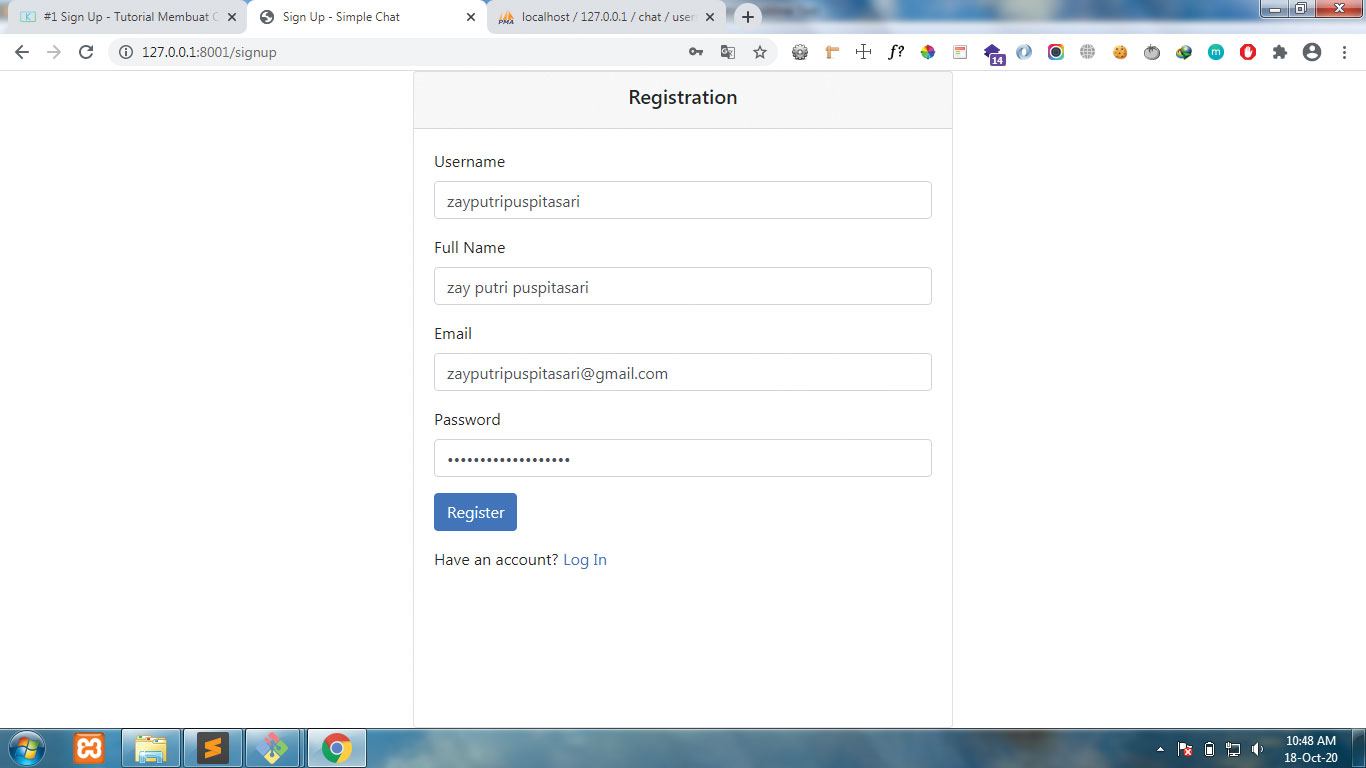 #1 Sign Up - Tutorial Membuat C
Sign Up - Simple Chat
PMA
localhost / 127.0.0.1 / chat / user
127.0.0.1:8001/signup
f?
14
m
Registration
Username
zayputripuspitasari
Full Name
zay putri puspitasari
Email
zayputripuspitasari@gmail.com
Password
•••••••••••••••••••
Register
Have an account? Log In
10:48 AM
18-Oct-20